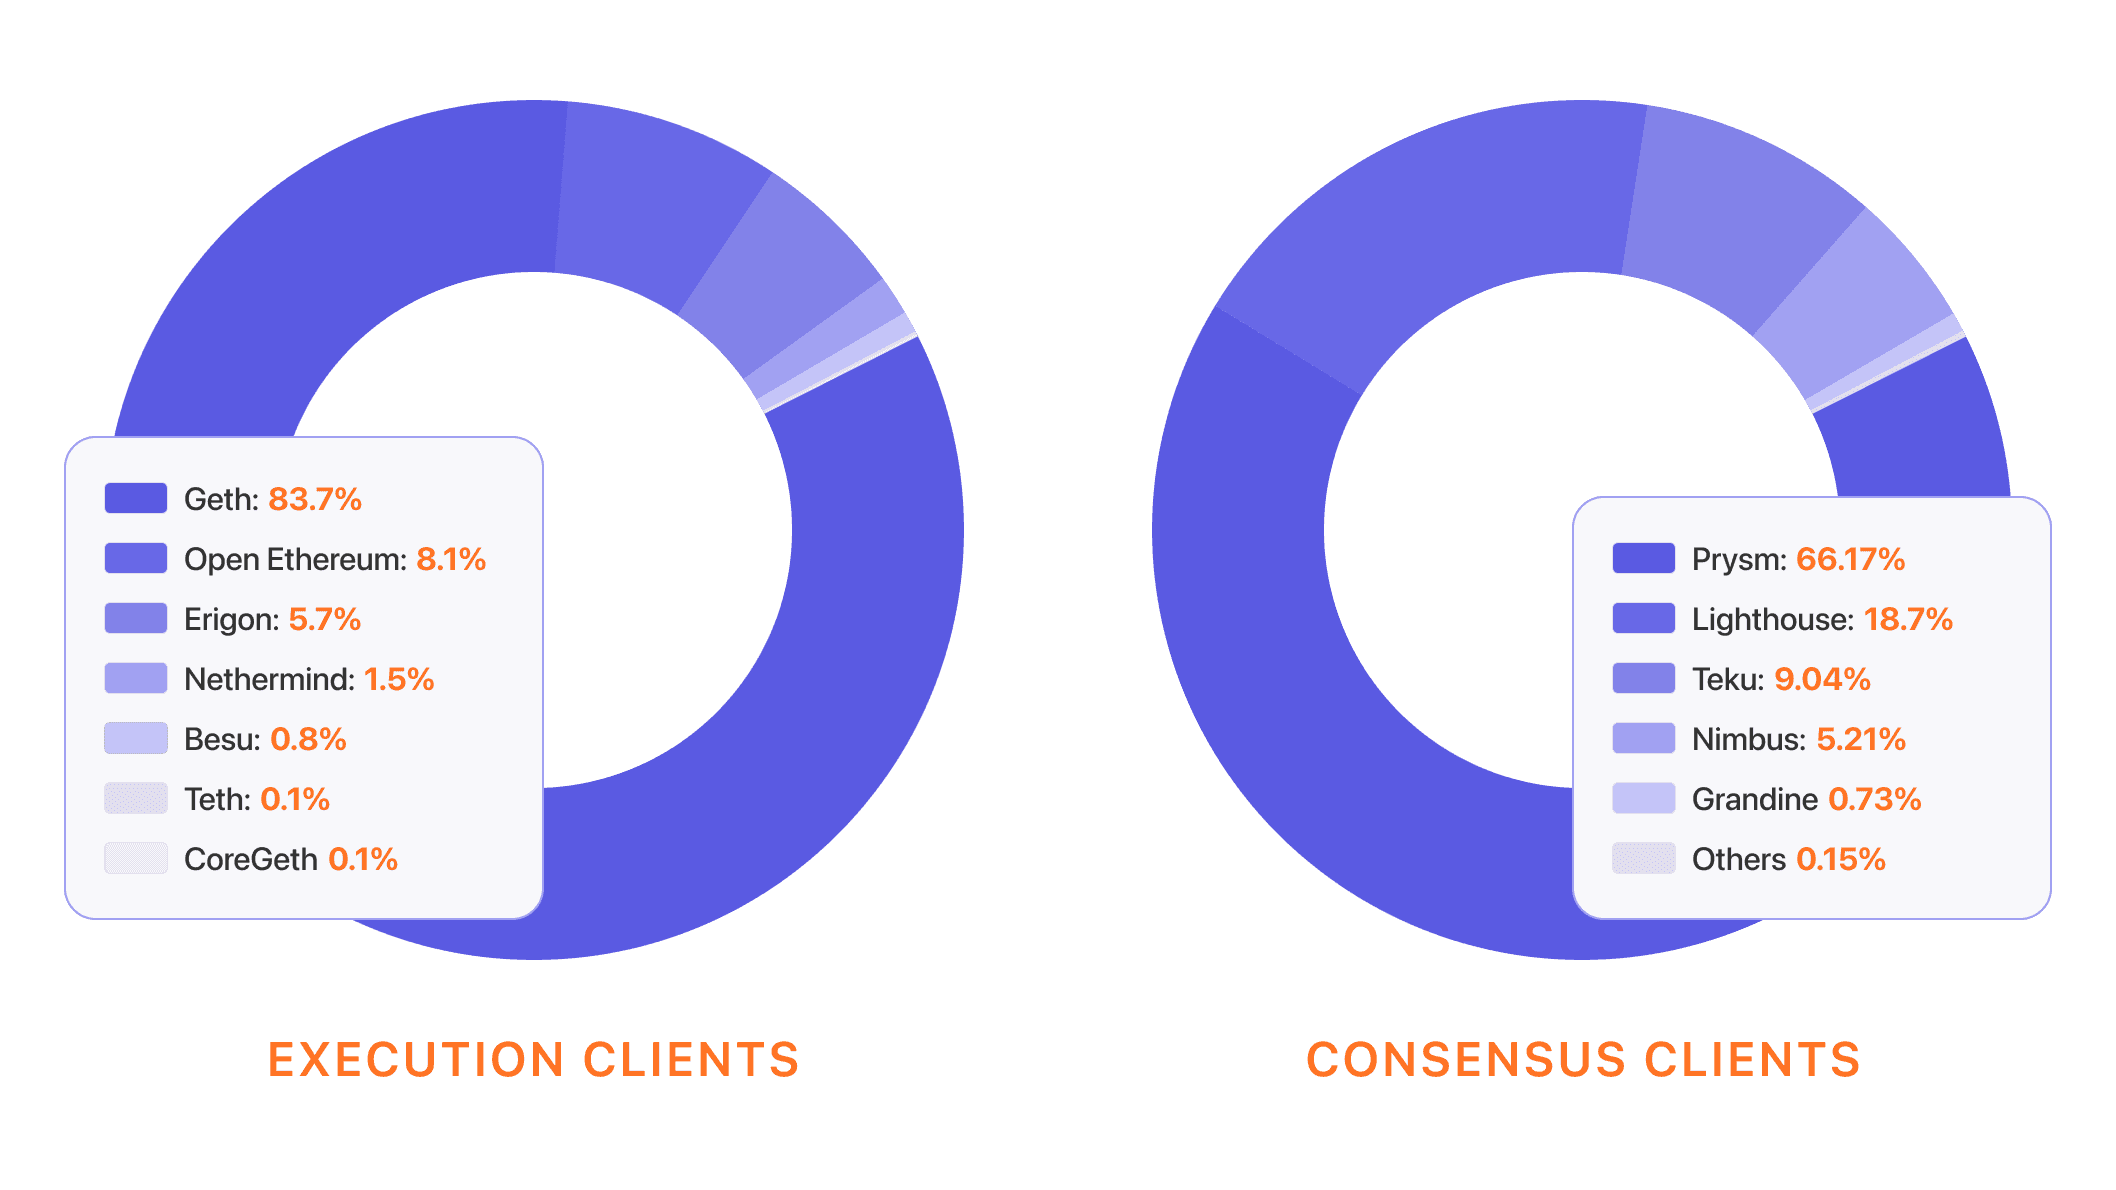 Geth: 83.7%
Open Ethereum: 8.1%
Erigon: 5.7%
Nethermind: 1.5%
Besu: 0.8%
Teth: 0.1%
CoreGeth 0.1%
EXECUTION CLIENTS
Prysm: 66.17%
Lighthouse: 18.7%
Teku: 9.04%
Nimbus: 5.21%
Grandine 0.73%
Others 0.15%
CONSENSUS CLIENTS